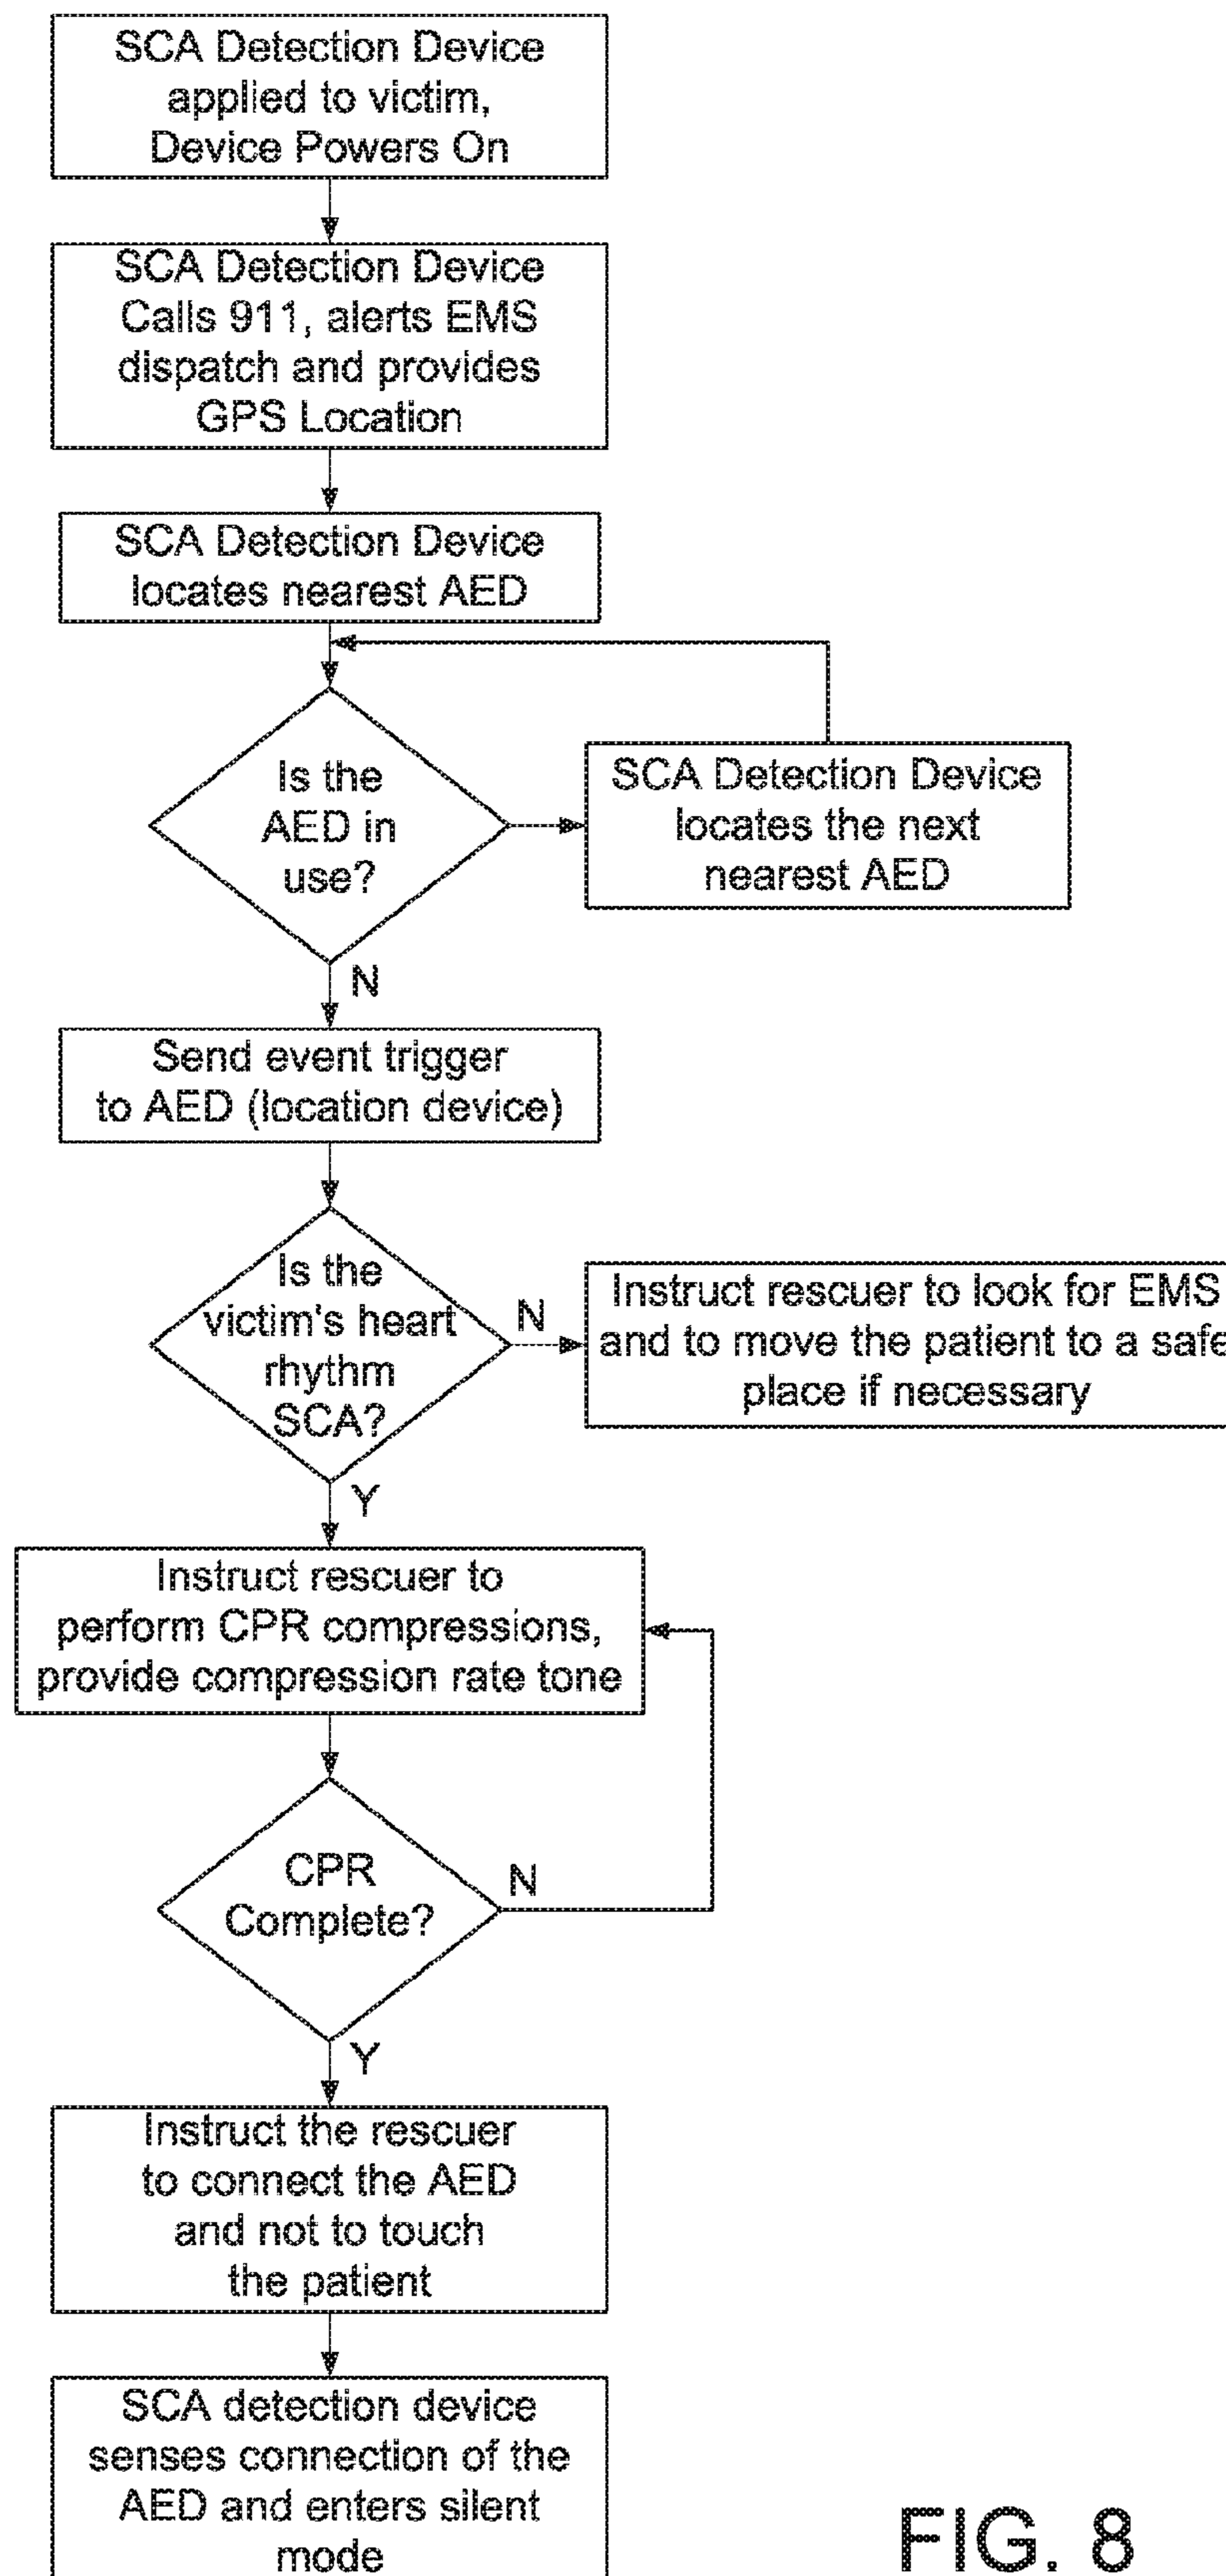 SCA Detection Device
applied to victim,
Device Powers On
SCA Detection Device
Calls 911, alerts EMS
dispatch and provides
GPS Location
SCA Detection Device
locates nearest AED
Is the
AED in
use?
SCA Detection Device
locates the next
nearest AED
N
Send event trigger
to AED (location device)
Is the
victim's heart
rhythm
SCA?
N
Instruct rescuer to look for EMS
and to move the patient to a safe
place if necessary
Y
Instruct rescuer to
perform CPR compressions,
provide compression rate tone
CPR
Complete?
N
Y
Instruct the rescuer
to connect the AED
and not to touch
the patient
SCA detection device
senses connection of the
AED and enters silent
mode
FIG. 8